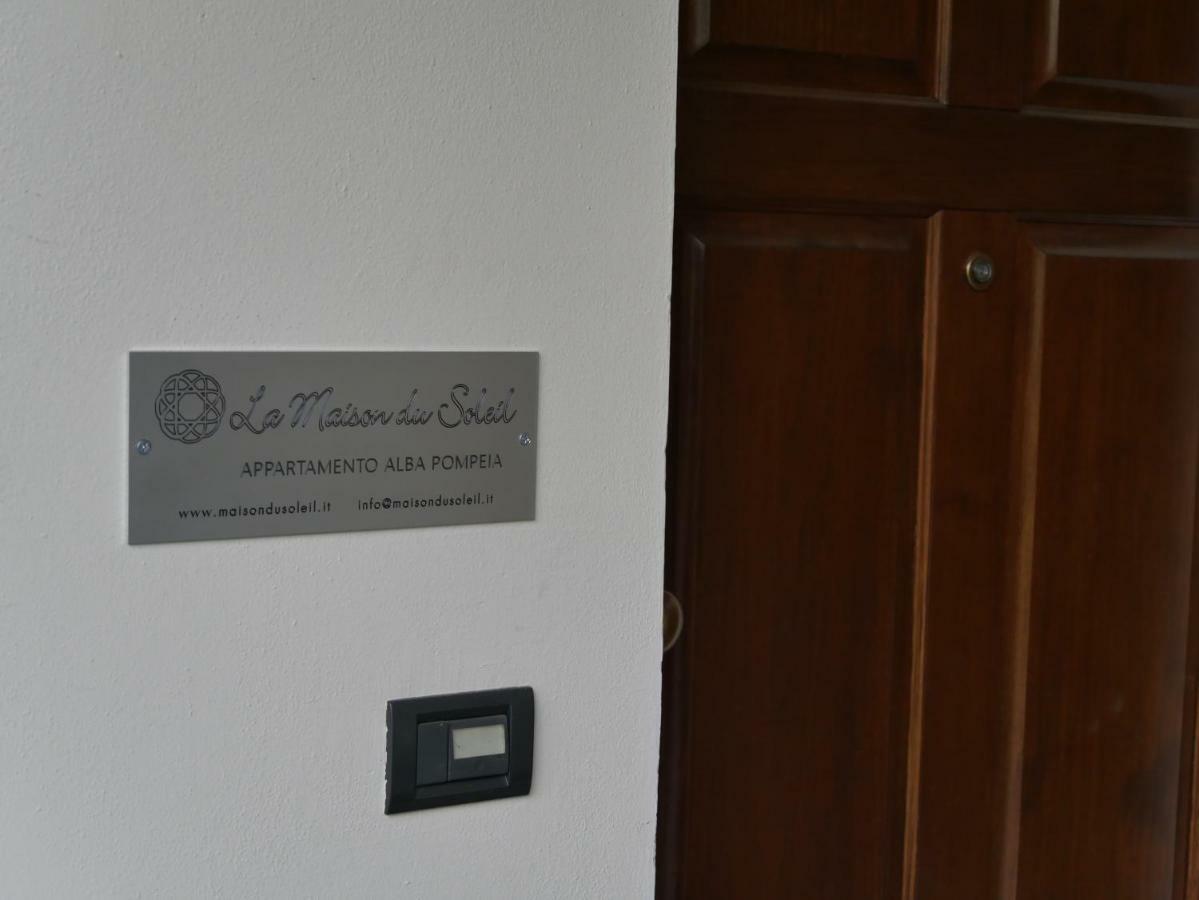 La Maison du Soleil
APPARTAMENTO ALBA POMPEIA
www.maisondusoleil.it info@maisondusoleil.it